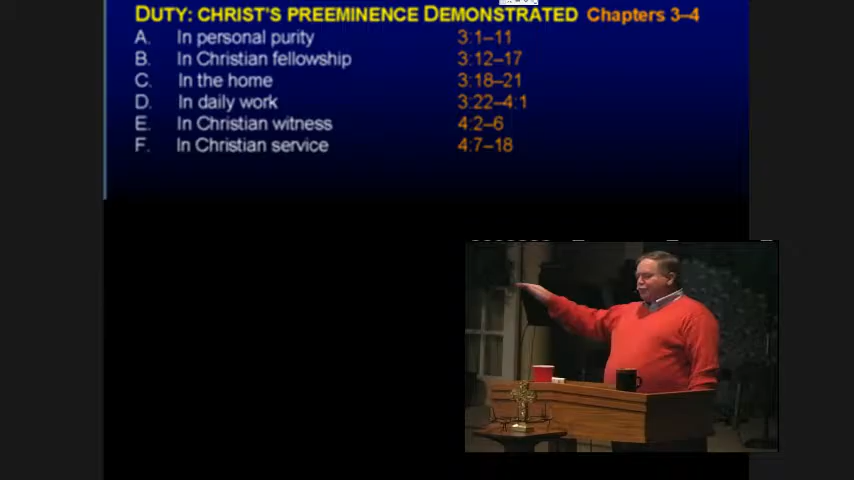 DUTY: CHRIST'S PREEMINENCE DEMONSTRATED Chapters 3–4
A. In personal purity 3:1–11
B. In Christian fellowship 3:12–17
C. In the home 3:18–21
D. In daily work 3:22–4:1
E. In Christian witness 4:2–6
F. In Christian service 4:7–18